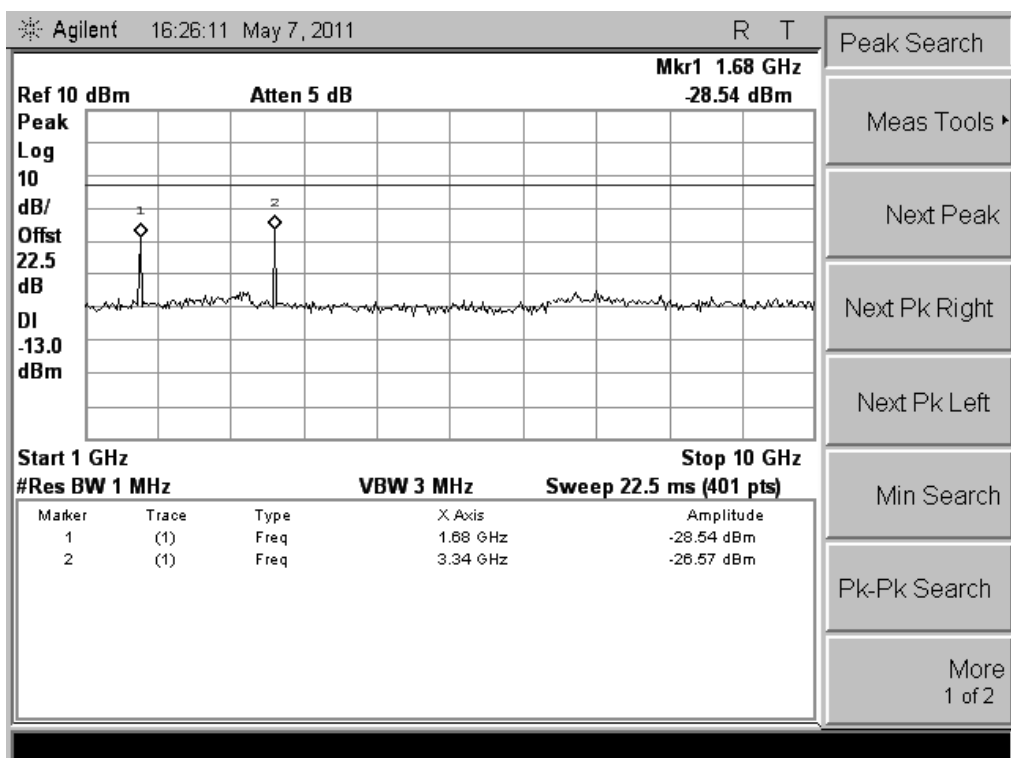 Agilent 16:26:11 May 7, 2011 R T
Peak Search
Mkr1 1.68 GHz
Ref 10 dBm Atten 5 dB -28.54 dBm
Peak
Log
10
dB/
Offst
22.5
dB
DI
-13.0
dBm
1
2
Start 1 GHz Stop 10 GHz
#Res BW 1 MHz VBW 3 MHz Sweep 22.5 ms (401 pts)
Marker Trace Type X Axis Amplitude
1 (1) Freq 1.68 GHz -28.54 dBm
2 (1) Freq 3.34 GHz -26.57 dBm
Meas Tools
Next Peak
Next Pk Right
Next Pk Left
Min Search
Pk-Pk Search
More
1 of 2